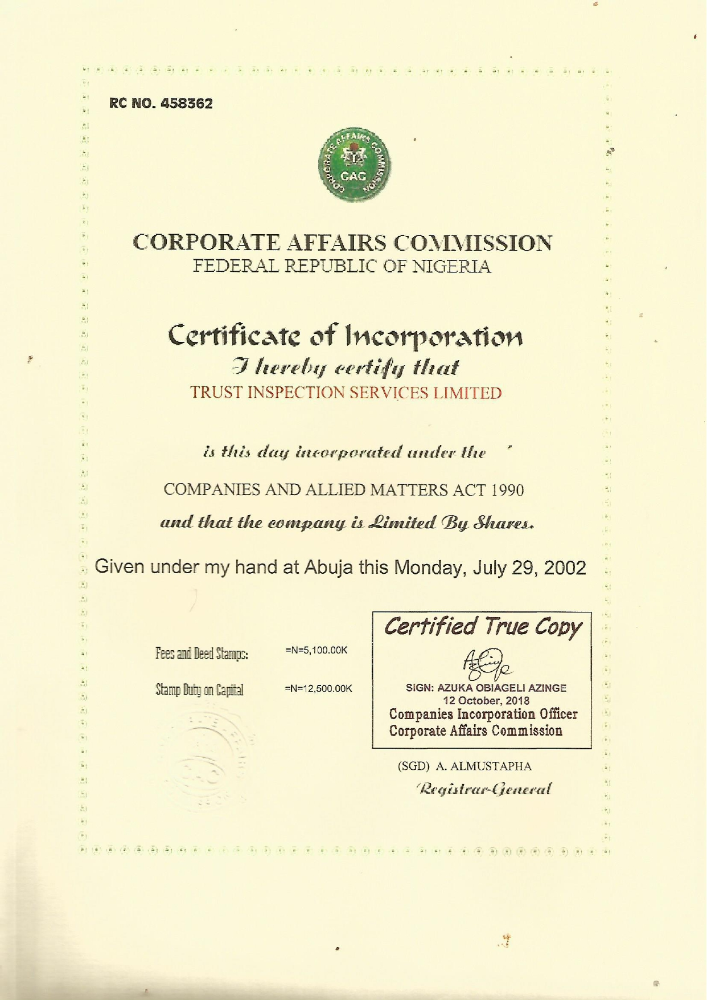 RC NO. 458362
CORPORATE AFFAIRS COMMISSION
CAC
CORPORATE AFFAIRS COMMISSION
FEDERAL REPUBLIC OF NIGERIA
Certificate of Incorporation
I hereby certify that
TRUST INSPECTION SERVICES LIMITED
is this day incorporated under the
COMPANIES AND ALLIED MATTERS ACT 1990
and that the company is Limited By Shares.
Given under my hand at Abuja this Monday, July 29, 2002
Certified True Copy
Fees and Deed Stamps: =N=5,100.00K
Stamp Duty on Capital =N=12,500.00K
SIGN: AZUKA OBIAGELI AZINGE
12 October, 2018
Companies Incorporation Officer
Corporate Affairs Commission
(SGD) A. ALMUSTAPHA
Registrar-General